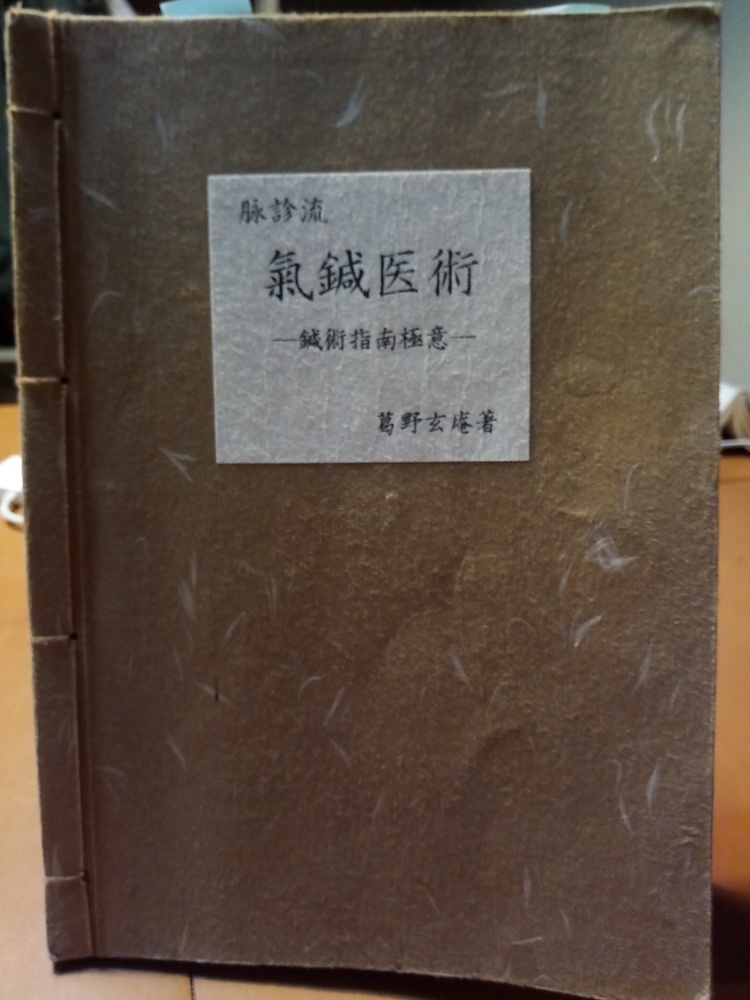 脉診流
氣鍼医術
―鍼術指南極意―
葛野玄庵著